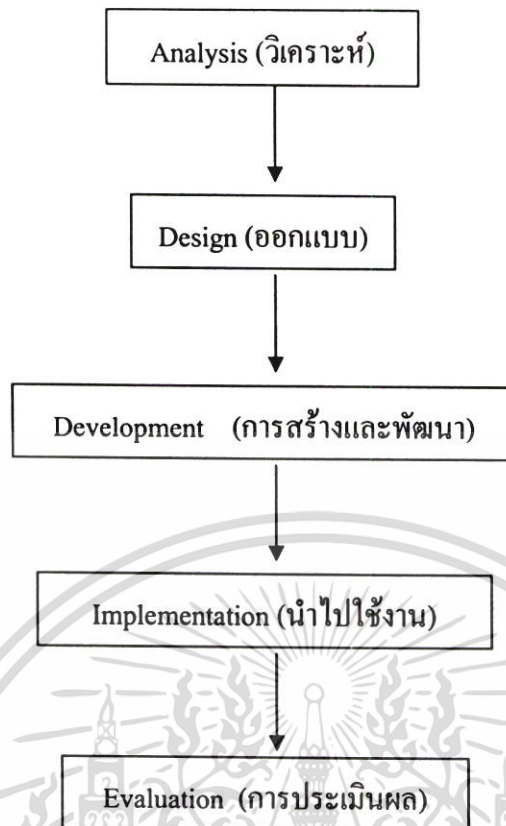 Analysis (วิเคราะห์)
Design (ออกแบบ)
Development (การสร้างและพัฒนา)
Implementation (นำไปใช้งาน)
Evaluation (การประเมินผล)